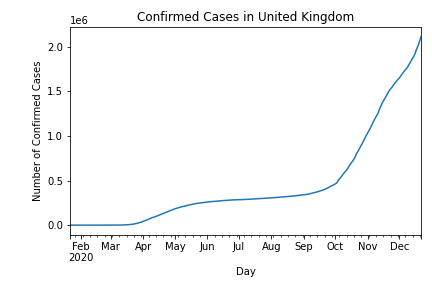 Confirmed Cases in United Kingdom
1e6
2.0
1.5
1.0
0.5
0.0
Number of Confirmed Cases
Feb Mar Apr May Jun Jul Aug Sep Oct Nov Dec
2020
Day